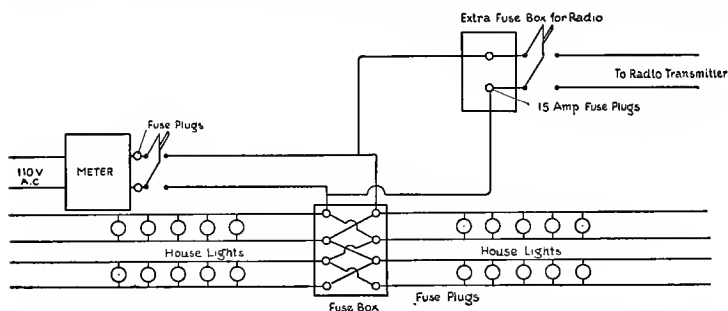 Extra Fuse Box for Radio
To Radio Transmitter
15 Amp Fuse Plugs
Fuse Plugs
110 V
A.C
METER
House Lights
House Lights
Fuse Plugs
Fuse Box